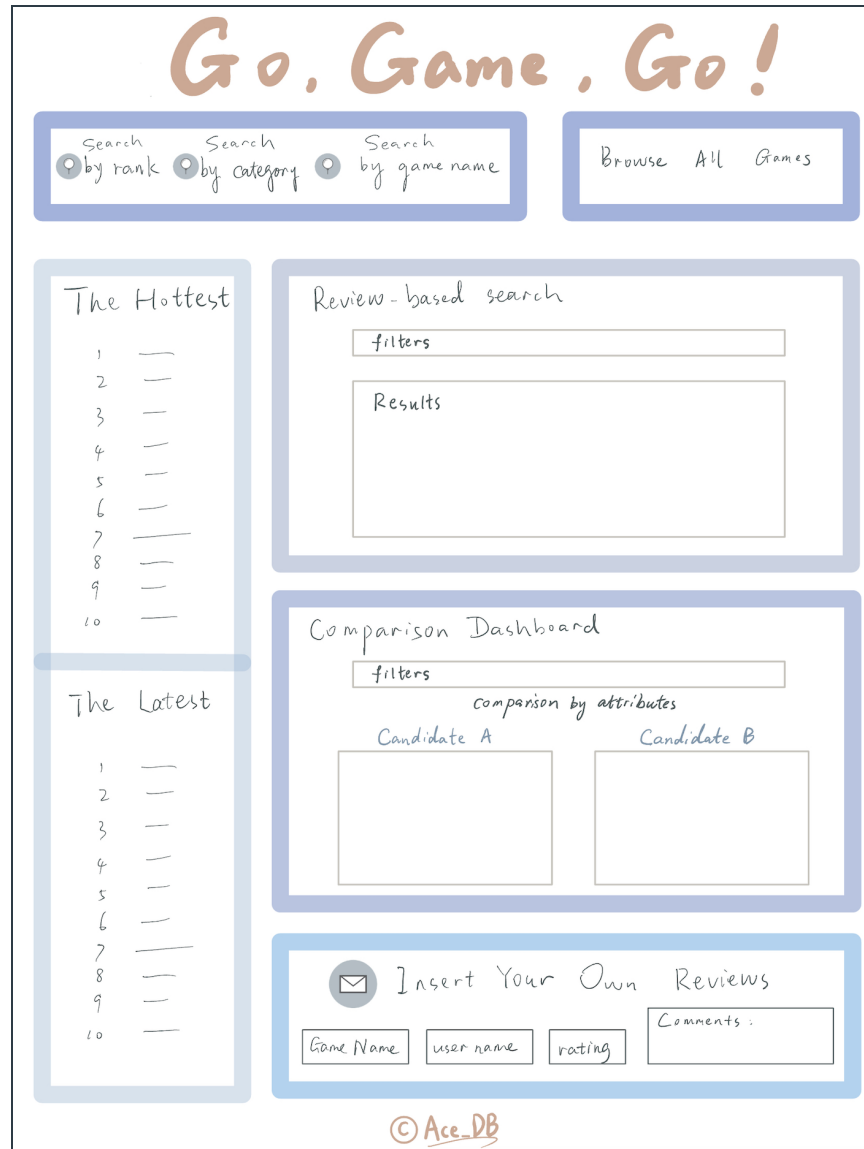 Go, Game, Go!
Search
by rank
Search
by category
Search
by game name
Browse All Games
The Hottest
1
2
3
4
5
6
7
8
9
10
The Latest
1
2
3
4
5
6
7
8
9
10
Review-based search
filters
Results
Comparison Dashboard
filters
comparison by attributes
Candidate A
Candidate B
Insert Your Own Reviews
Game Name
user name
rating
Comments:
© Ace_DB